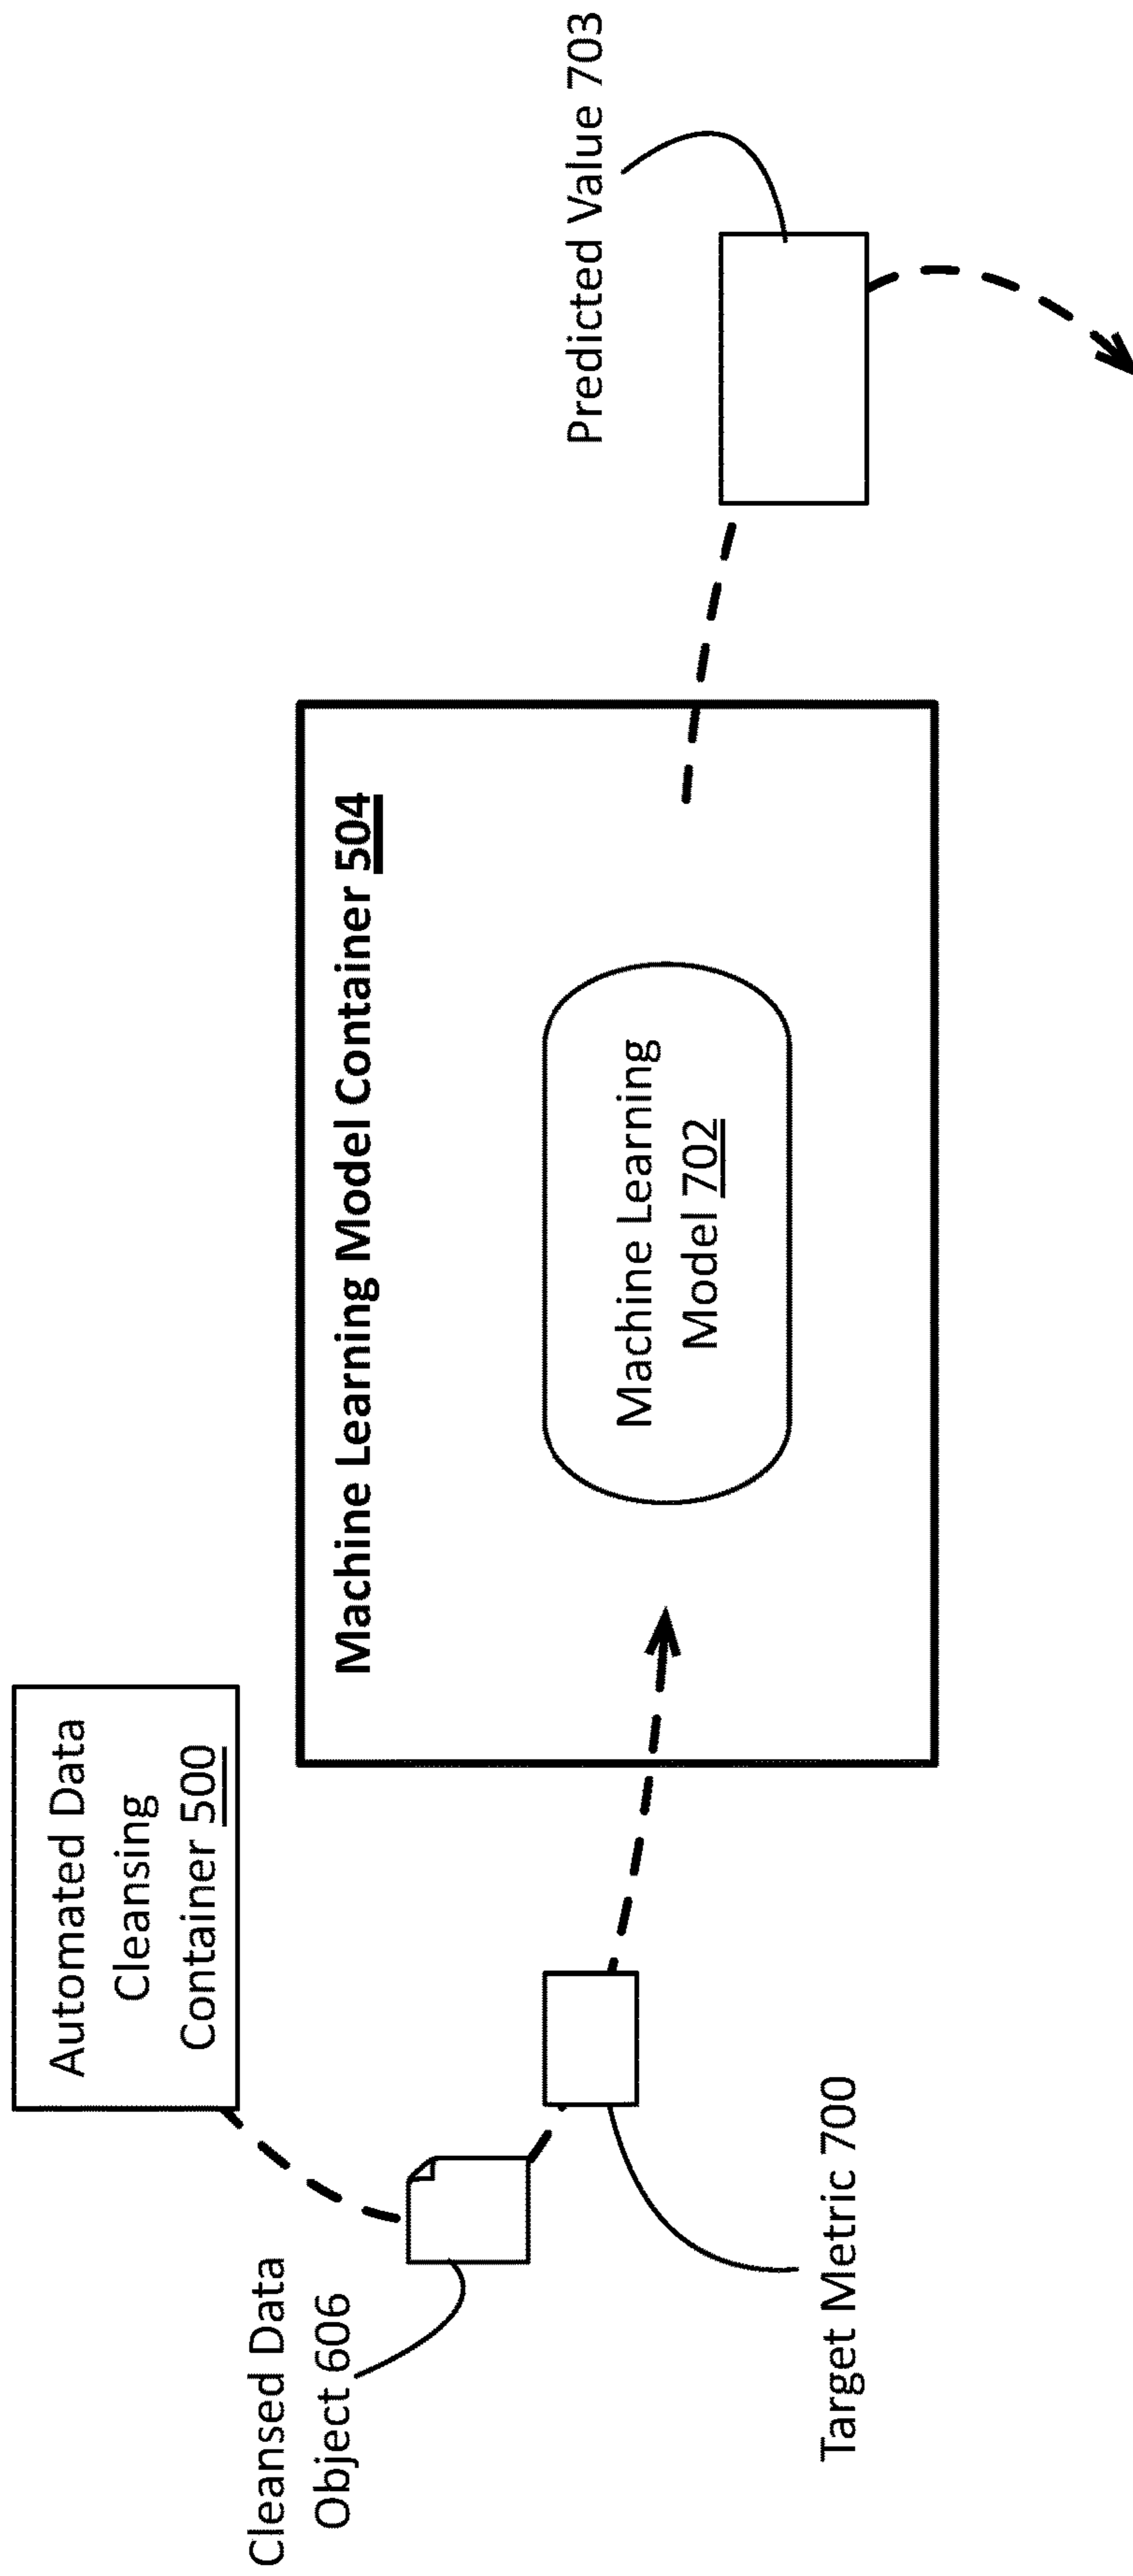 Automated Data
Cleansing
Container 500
Cleansed Data
Object 606
Target Metric 700
Machine Learning Model Container 504
Machine Learning
Model 702
Predicted Value 703